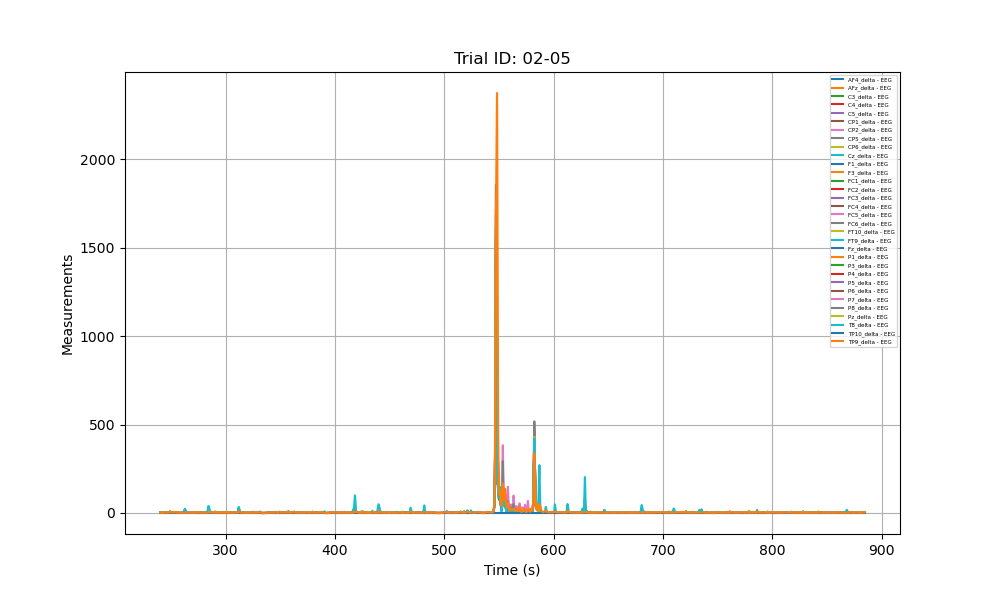 Trial ID: 02-05
AF4_delta - EEG
AFz_delta - EEG
C3_delta - EEG
C4_delta - EEG
C5_delta - EEG
CP1_delta - EEG
CP2_delta - EEG
CP5_delta - EEG
CP6_delta - EEG
Cz_delta - EEG
F1_delta - EEG
F3_delta - EEG
FC1_delta - EEG
FC2_delta - EEG
FC3_delta - EEG
FC4_delta - EEG
FC5_delta - EEG
FC6_delta - EEG
FT10_delta - EEG
FT9_delta - EEG
Fz_delta - EEG
P1_delta - EEG
P3_delta - EEG
P4_delta - EEG
P5_delta - EEG
P6_delta - EEG
P7_delta - EEG
P8_delta - EEG
Pz_delta - EEG
T8_delta - EEG
TP10_delta - EEG
TP9_delta - EEG
2000
1500
1000
500
0
Measurements
300 400 500 600 700 800 900
Time (s)